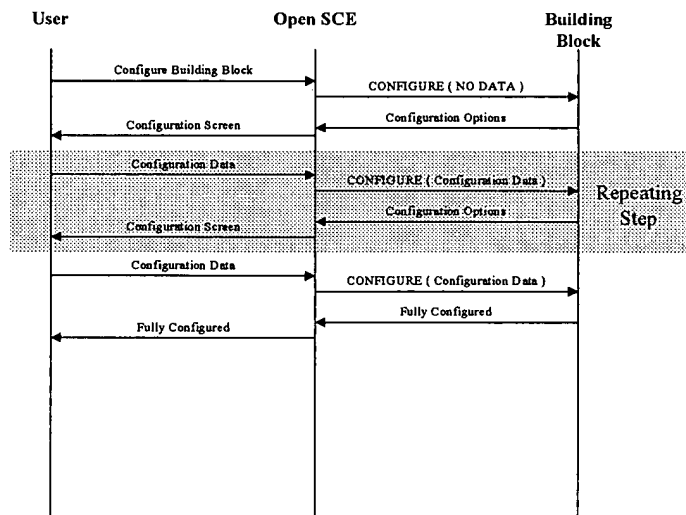 User
Open SCE
Building
Block
Configure Building Block
CONFIGURE ( NO DATA )
Configuration Options
Configuration Screen
Configuration Data
CONFIGURE ( Configuration Data )
Configuration Options
Configuration Screen
Repeating
Step
Configuration Data
CONFIGURE ( Configuration Data )
Fully Configured
Fully Configured